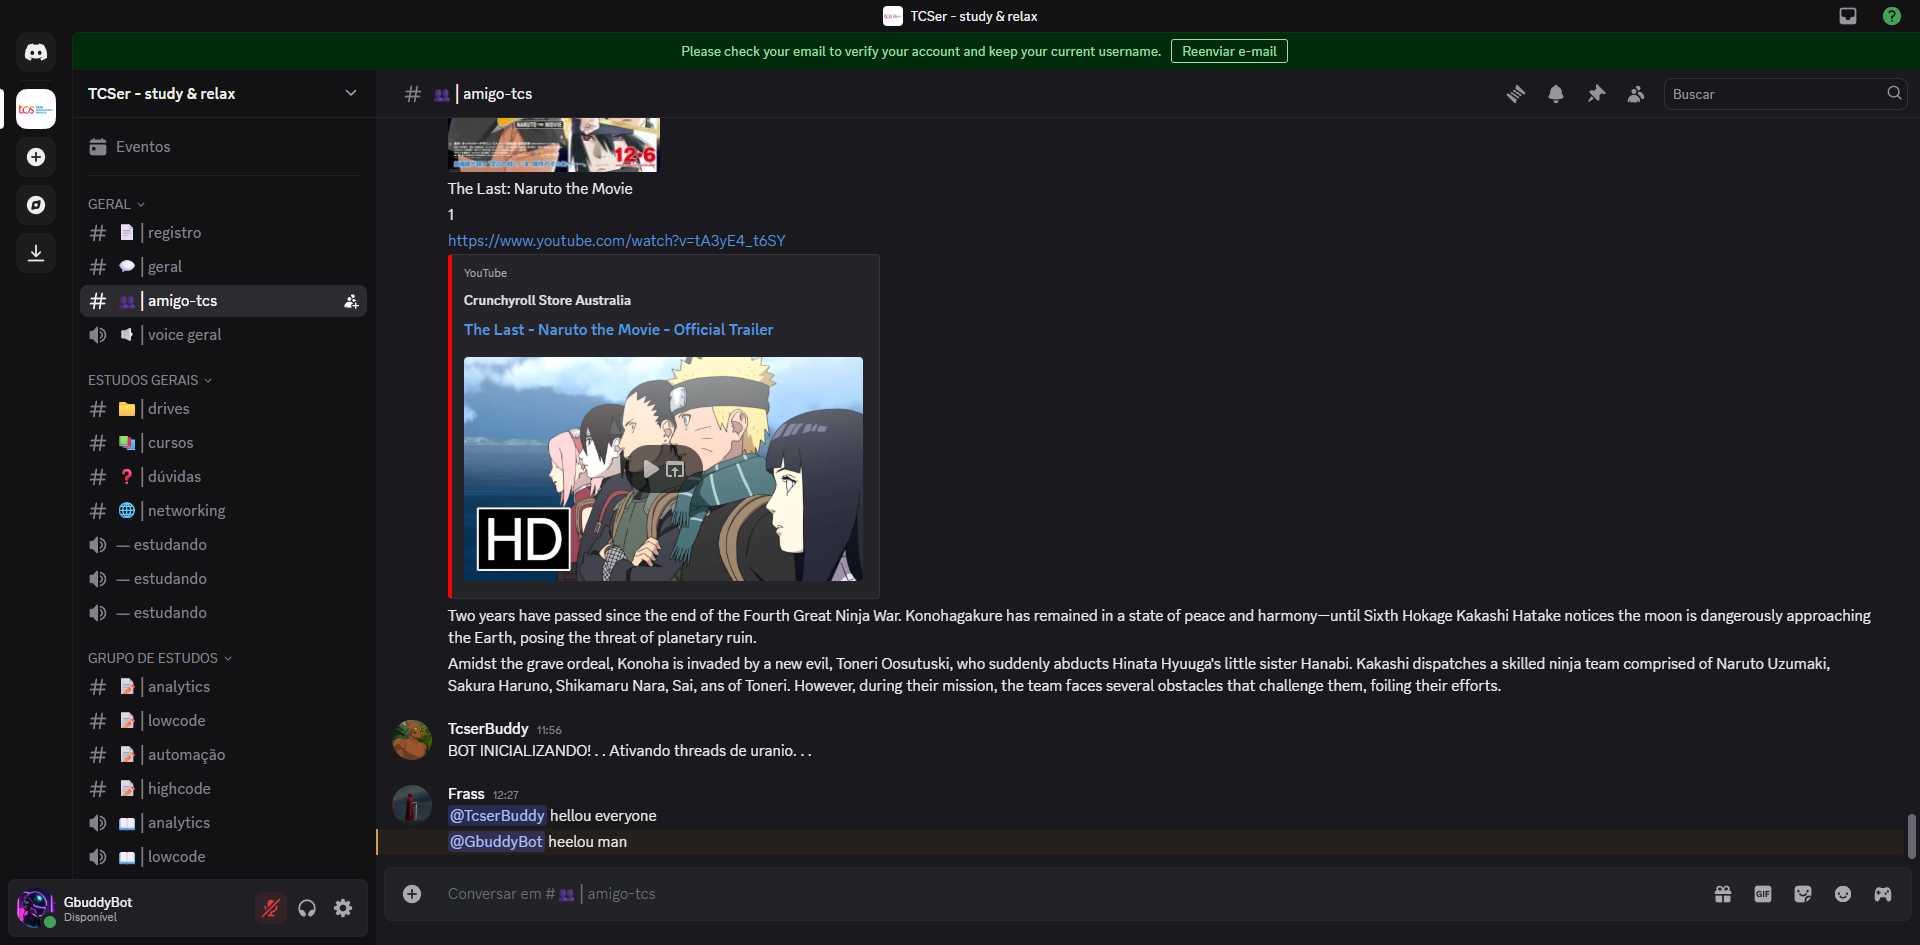 TCSer - study & relax
Please check your email to verify your account and keep your current username. Reenviar e-mail
TCSer - study & relax
tcs
Eventos
GERAL
registro
geral
amigo-tcs
voice geral
ESTUDOS GERAIS
drives
cursos
dúvidas
networking
— estudando
— estudando
— estudando
GRUPO DE ESTUDOS
analytics
lowcode
automação
highcode
analytics
lowcode
GbuddyBot
Disponível
amigo-tcs
Buscar
NARUTO THE MOVIE
12·6
The Last: Naruto the Movie
1
https://www.youtube.com/watch?v=tA3yE4_t6SY
YouTube
Crunchyroll Store Australia
The Last - Naruto the Movie - Official Trailer
HD
Two years have passed since the end of the Fourth Great Ninja War. Konohagakure has remained in a state of peace and harmony—until Sixth Hokage Kakashi Hatake notices the moon is dangerously approaching
the Earth, posing the threat of planetary ruin.
Amidst the grave ordeal, Konoha is invaded by a new evil, Toneri Oosutuski, who suddenly abducts Hinata Hyuuga's little sister Hanabi. Kakashi dispatches a skilled ninja team comprised of Naruto Uzumaki,
Sakura Haruno, Shikamaru Nara, Sai, ans of Toneri. However, during their mission, the team faces several obstacles that challenge them, foiling their efforts.
TcserBuddy 11:56
BOT INICIALIZANDO! . . Ativando threads de uranio. . .
Frass 12:27
@TcserBuddy hellou everyone
@GbuddyBot heelou man
Conversar em # amigo-tcs
GIF